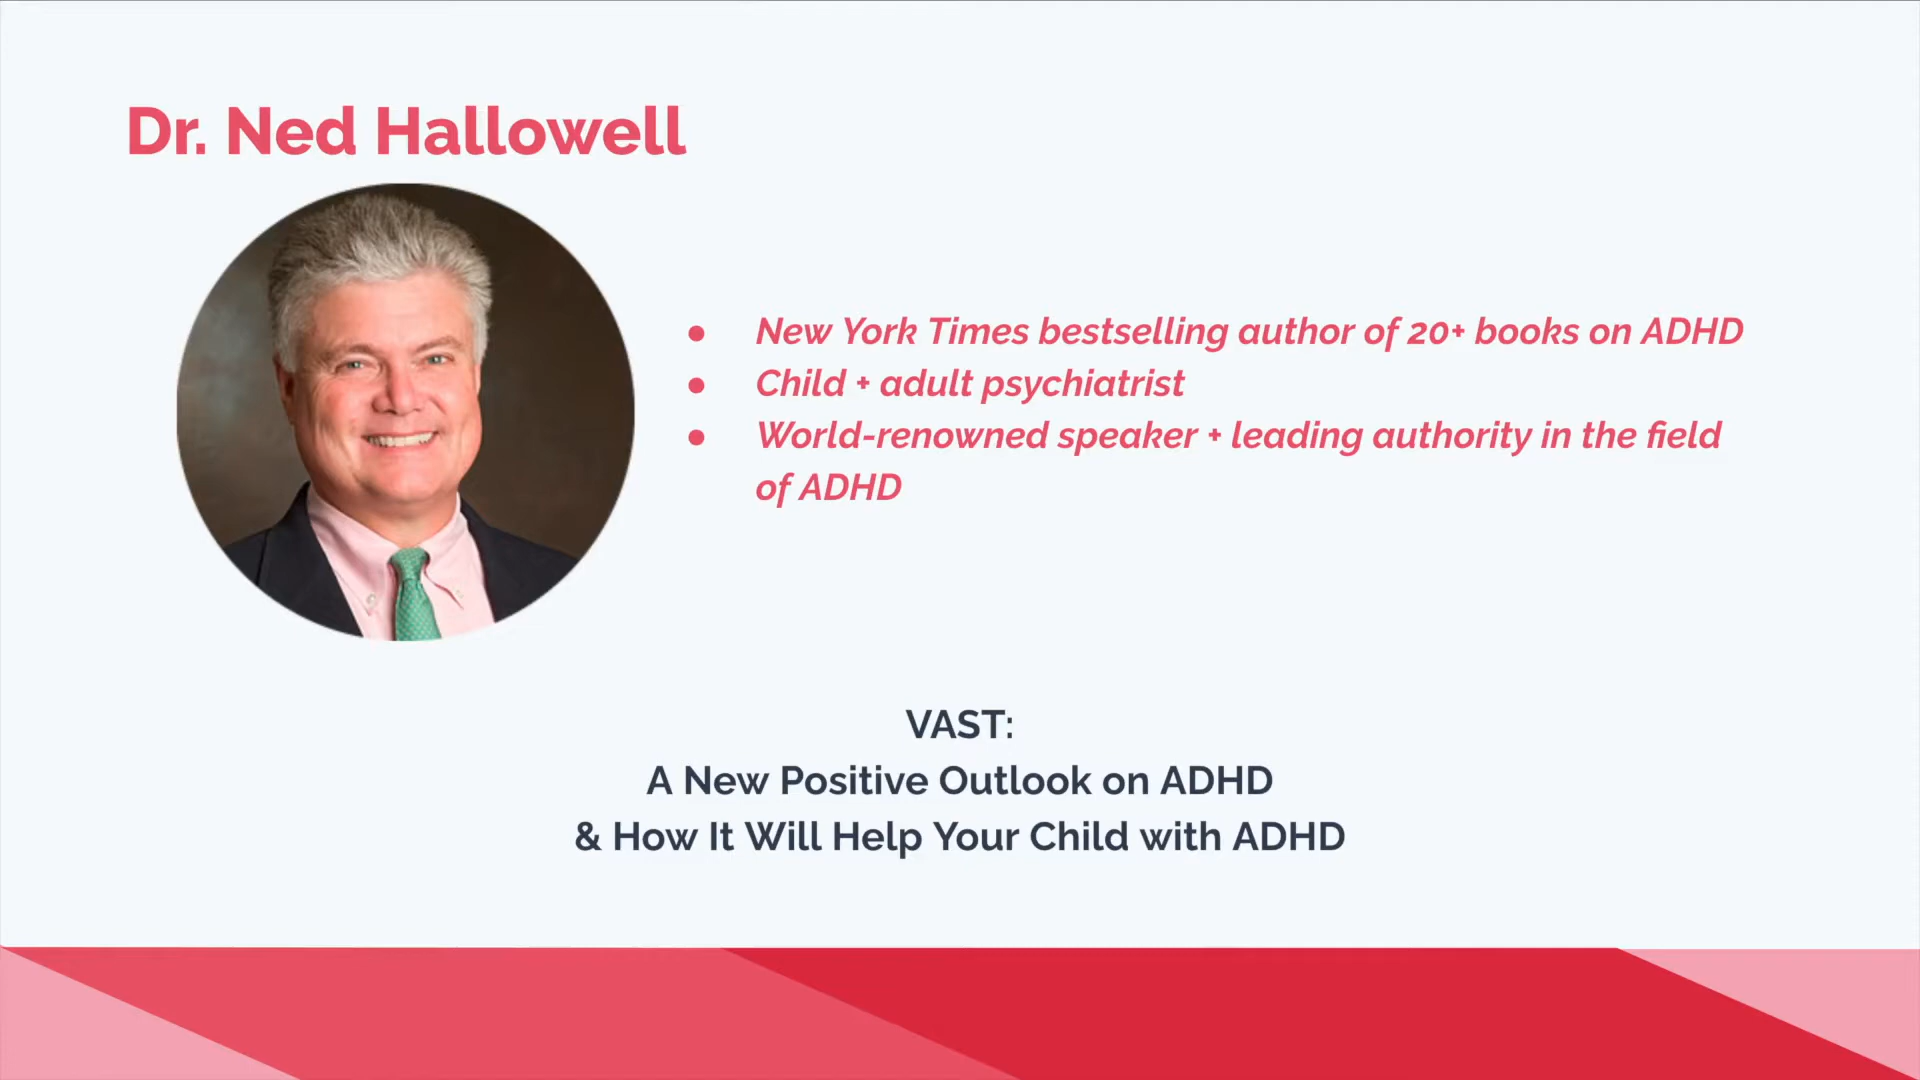 Dr. Ned Hallowell
● New York Times bestselling author of 20+ books on ADHD
● Child + adult psychiatrist
● World-renowned speaker + leading authority in the field
of ADHD
VAST:
A New Positive Outlook on ADHD
& How It Will Help Your Child with ADHD